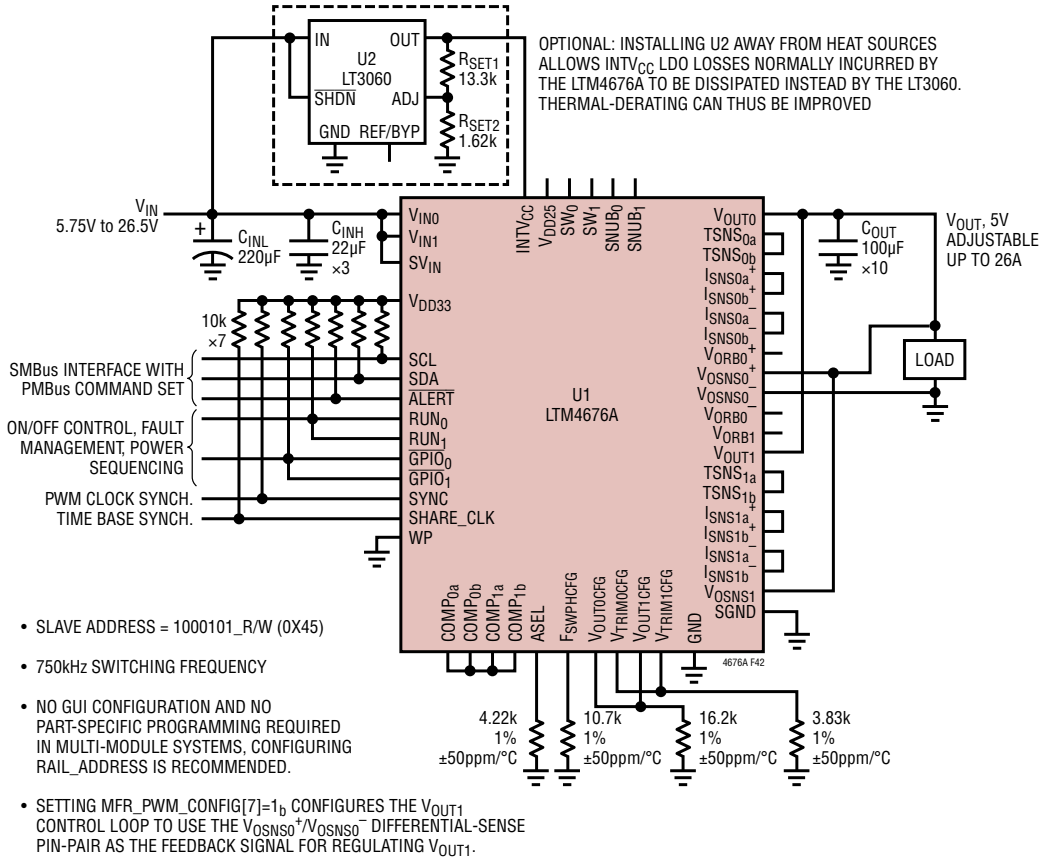 IN
OUT
U2
LT3060
SHDN
ADJ
GND REF/BYP
RSET1
13.3k
RSET2
1.62k
OPTIONAL: INSTALLING U2 AWAY FROM HEAT SOURCES
ALLOWS INTVCC LDO LOSSES NORMALLY INCURRED BY
THE LTM4676A TO BE DISSIPATED INSTEAD BY THE LT3060.
THERMAL-DERATING CAN THUS BE IMPROVED
VIN
5.75V to 26.5V
+
CINL
220µF
CINH
22µF
×3
VIN0
VIN1
SVIN
VDD33
10k
×7
SMBus INTERFACE WITH
PMBus COMMAND SET
ON/OFF CONTROL, FAULT
MANAGEMENT, POWER
SEQUENCING
PWM CLOCK SYNCH.
TIME BASE SYNCH.
SCL
SDA
ALERT
RUN0
RUN1
GPIO0
GPIO1
SYNC
SHARE_CLK
WP
INTVCC
VDD25
SW0
SW1
SNUB0
SNUB1
U1
LTM4676A
VOUT0
TSNS0a
TSNS0b
ISNS0a+
ISNS0b+
ISNS0a–
ISNS0b–
VORB0+
VOSNS0+
VOSNS0–
VORB0–
VORB1
VOUT1
TSNS1a
TSNS1b
ISNS1a+
ISNS1b+
ISNS1a–
ISNS1b–
VOSNS1
SGND
COUT
100µF
×10
VOUT, 5V
ADJUSTABLE
UP TO 26A
LOAD
COMP0a
COMP0b
COMP1a
COMP1b
ASEL
FSWPHCFG
VOUT0CFG
VTRIM0CFG
VOUT1CFG
VTRIM1CFG
GND
4676A F42
4.22k
1%
±50ppm/°C
10.7k
1%
±50ppm/°C
16.2k
1%
±50ppm/°C
3.83k
1%
±50ppm/°C
• SLAVE ADDRESS = 1000101_R/W (0X45)
• 750kHz SWITCHING FREQUENCY
• NO GUI CONFIGURATION AND NO
PART-SPECIFIC PROGRAMMING REQUIRED
IN MULTI-MODULE SYSTEMS, CONFIGURING
RAIL_ADDRESS IS RECOMMENDED.
• SETTING MFR_PWM_CONFIG[7]=1b CONFIGURES THE VOUT1
CONTROL LOOP TO USE THE VOSNS0+/VOSNS0– DIFFERENTIAL-SENSE
PIN-PAIR AS THE FEEDBACK SIGNAL FOR REGULATING VOUT1.